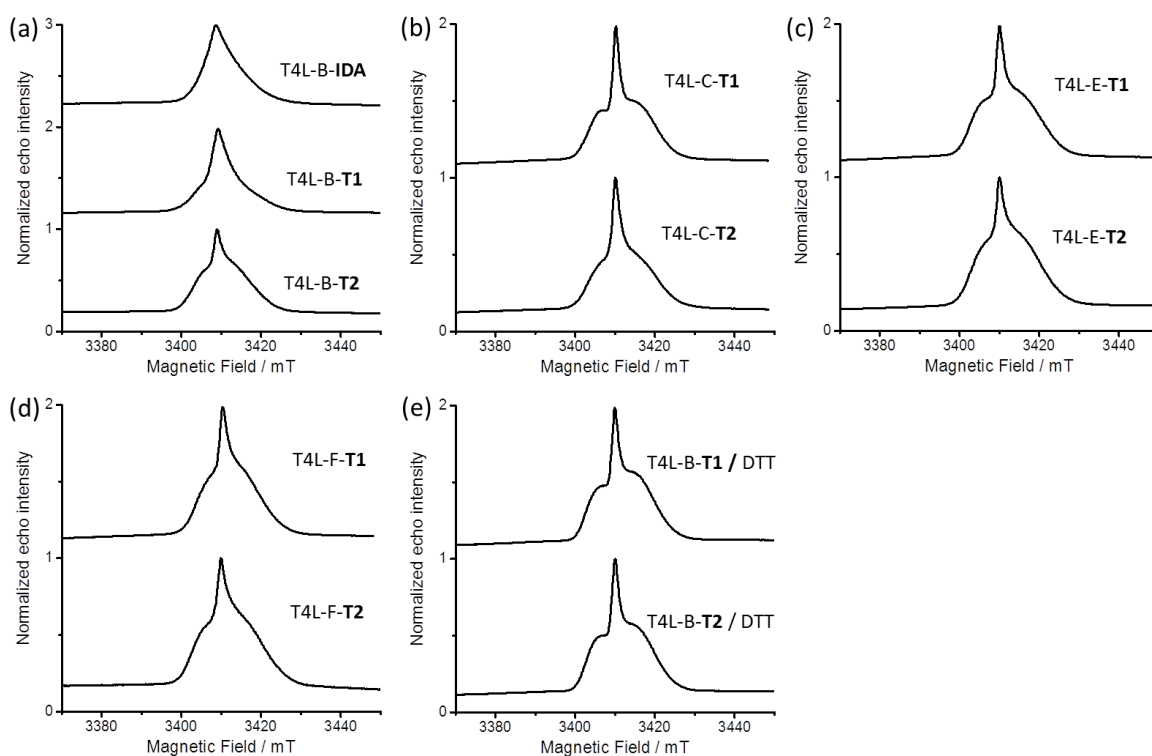 (a)
3
2
1
0
Normalized echo intensity
T4L-B-IDA
T4L-B-T1
T4L-B-T2
3380 3400 3420 3440
Magnetic Field / mT
(b)
2
1
0
Normalized echo intensity
T4L-C-T1
T4L-C-T2
3380 3400 3420 3440
Magnetic Field / mT
(c)
2
1
0
Normalized echo intensity
T4L-E-T1
T4L-E-T2
3380 3400 3420 3440
Magnetic Field / mT
(d)
2
1
0
Normalized echo intensity
T4L-F-T1
T4L-F-T2
3380 3400 3420 3440
Magnetic Field / mT
(e)
2
1
0
Normalized echo intensity
T4L-B-T1 / DTT
T4L-B-T2 / DTT
3380 3400 3420 3440
Magnetic Field / mT